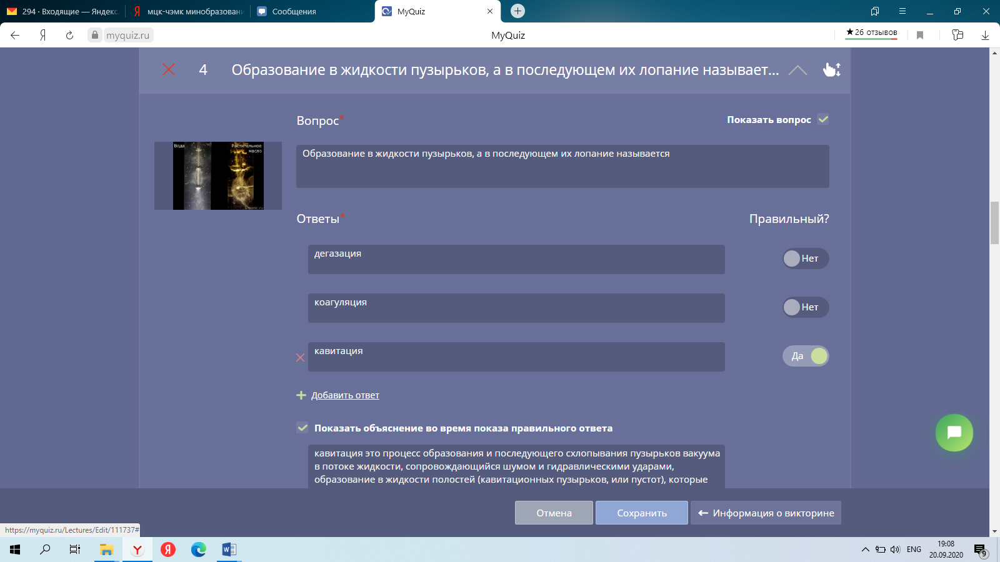 294 · Входящие — Яндекс
мцк-чэмк минобразован
Сообщения
MyQuiz
myquiz.ru
MyQuiz
★26 отзывов
4
Образование в жидкости пузырьков, а в последующем их лопание называет...
Вопрос*
Показать вопрос
Вода
Растительное
масло
Образование в жидкости пузырьков, а в последующем их лопание называется
Ответы*
Правильный?
дегазация
Нет
коагуляция
Нет
кавитация
Да
Добавить ответ
Показать объяснение во время показа правильного ответа
кавитация это процесс образования и последующего схлопывания пузырьков вакуума
в потоке жидкости, сопровождающийся шумом и гидравлическими ударами,
образование в жидкости полостей (кавитационных пузырьков, или пустот), которые
Отмена
Сохранить
Информация о викторине
https://myquiz.ru/Lectures/Edit/111737#
ENG
19:08
20.09.2020
9